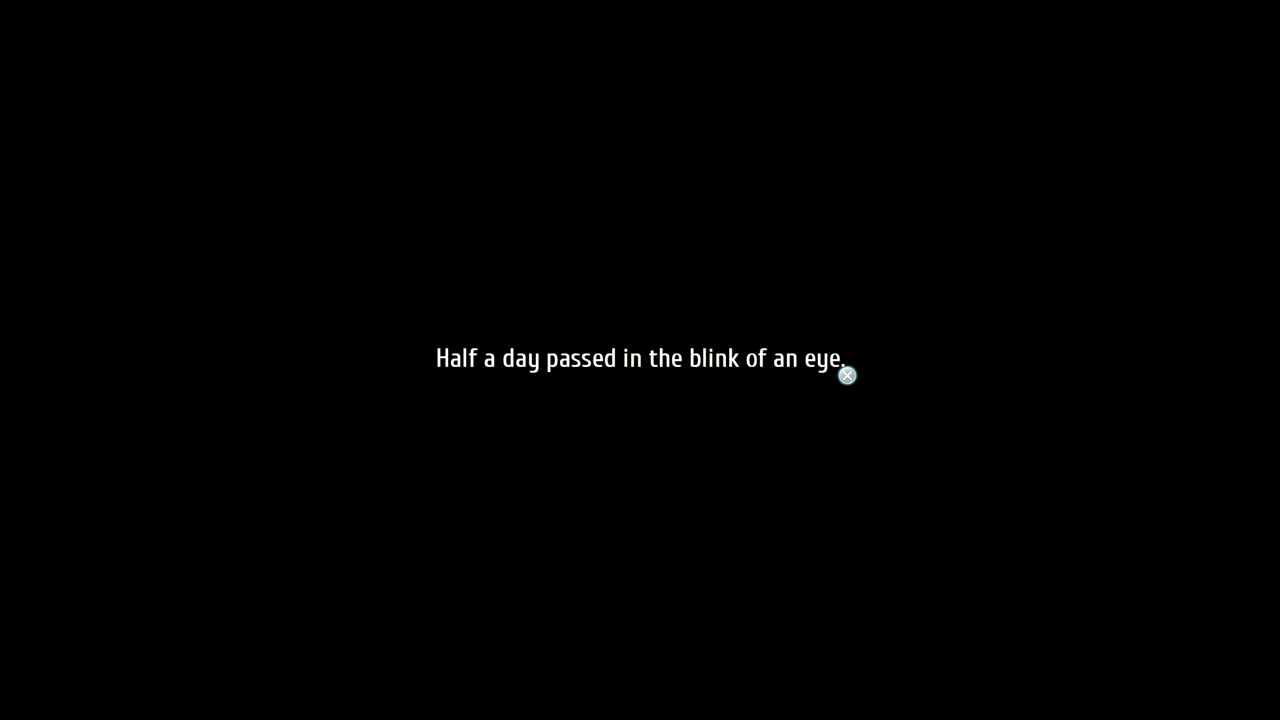 Half a day passed in the blink of an eye.